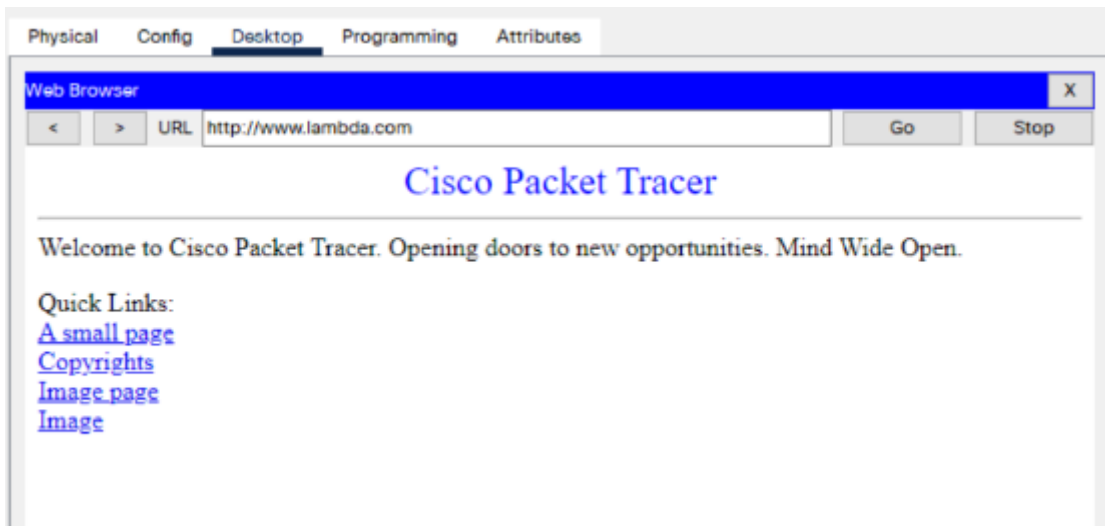 Physical Config Desktop Programming Attributes
Web Browser X
< > URL http://www.lambda.com Go Stop
Cisco Packet Tracer
Welcome to Cisco Packet Tracer. Opening doors to new opportunities. Mind Wide Open.
Quick Links:
A small page
Copyrights
Image page
Image